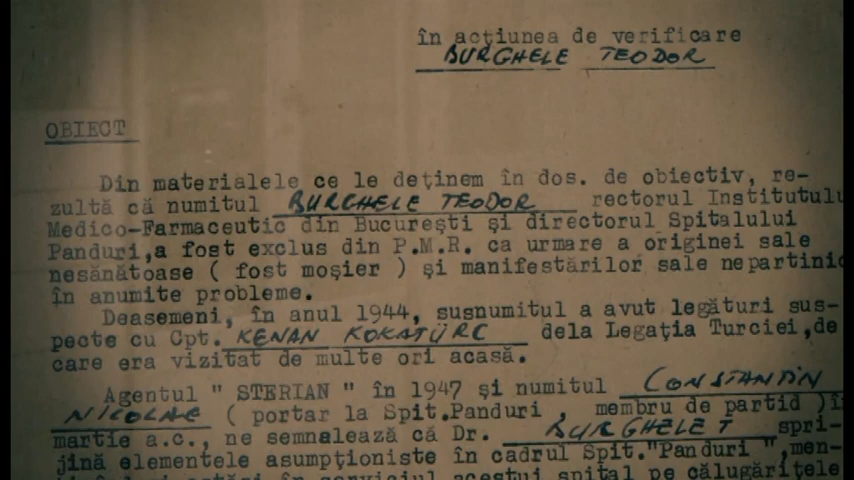 în acțiunea de verificare
BURGHELE TEODOR
OBIECT
Din materialele ce le deținem în dos. de obiectiv, re-
zultă că numitul BURGHELE TEODOR rectorul Institutulu
Medico-Farmaceutic din București și directorul Spitalului
Panduri,a fost exclus din P.M.R. ca urmare a originei sale
nesănătoase ( fost moșier ) și manifestărilor sale nepartinic
în anumite probleme.
Deasemeni, în anul 1944, susnumitul a avut legături sus-
pecte cu Cpt. KENAN KOKATÜRC dela Legația Turciei,de
care era vizitat de multe ori acasă.
Agentul " STERIAN " în 1947 și numitul CONSTANTIN
NICOLAE ( portar la Spit.Panduri , membru de partid )în
martie a.c., ne semnalează că Dr. BURGHELE T spri-
jină elementele asumpționiste în cadrul Spit."Panduri ",men-
în serviciul acestui spital pe călugărițele